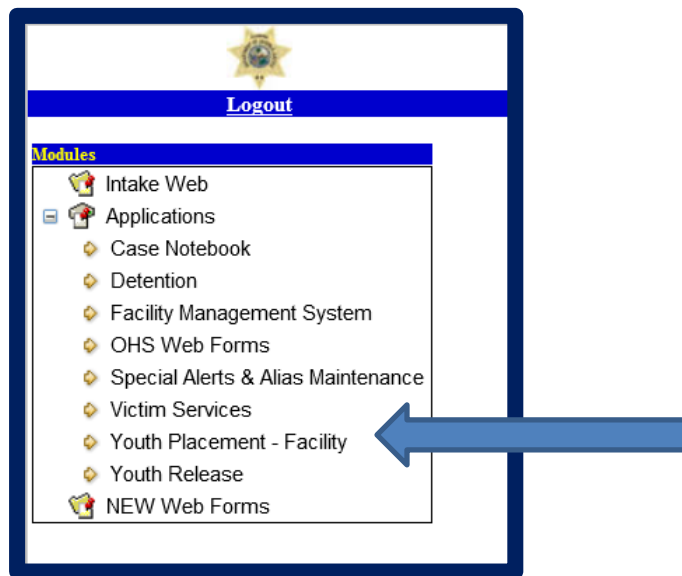 Logout
Modules
Intake Web
Applications
Case Notebook
Detention
Facility Management System
OHS Web Forms
Special Alerts & Alias Maintenance
Victim Services
Youth Placement - Facility
Youth Release
NEW Web Forms